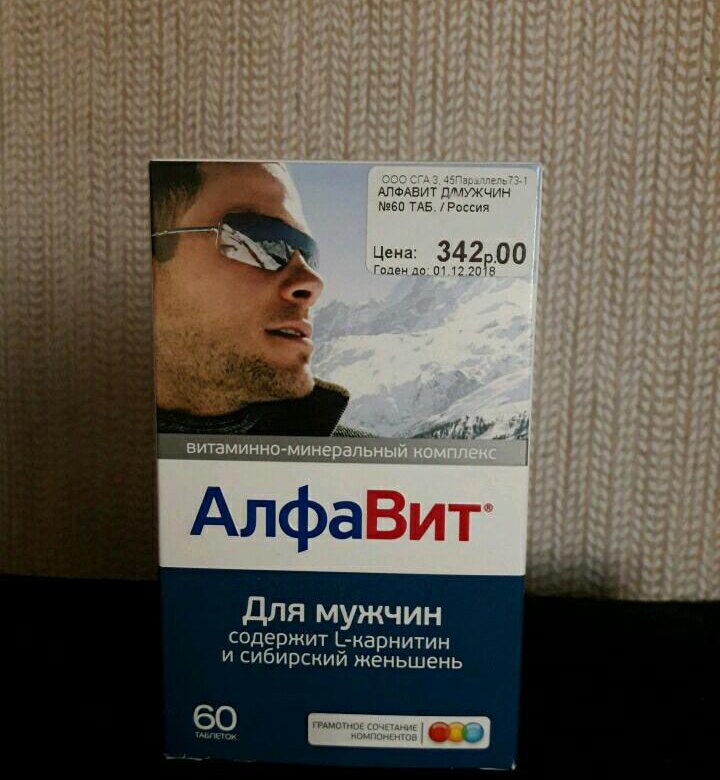 ООО СГА 3, 45Параллель73-1
АЛФАВИТ Д/МУЖЧИН
№60 ТАБ. / Россия
Цена: 342р.00
Годен до: 01.12.2018
витаминно-минеральный комплекс
АлфаВит®
Для мужчин
содержит L-карнитин
и сибирский женьшень
60
ТАБЛЕТОК
ГРАМОТНОЕ СОЧЕТАНИЕ
КОМПОНЕНТОВ